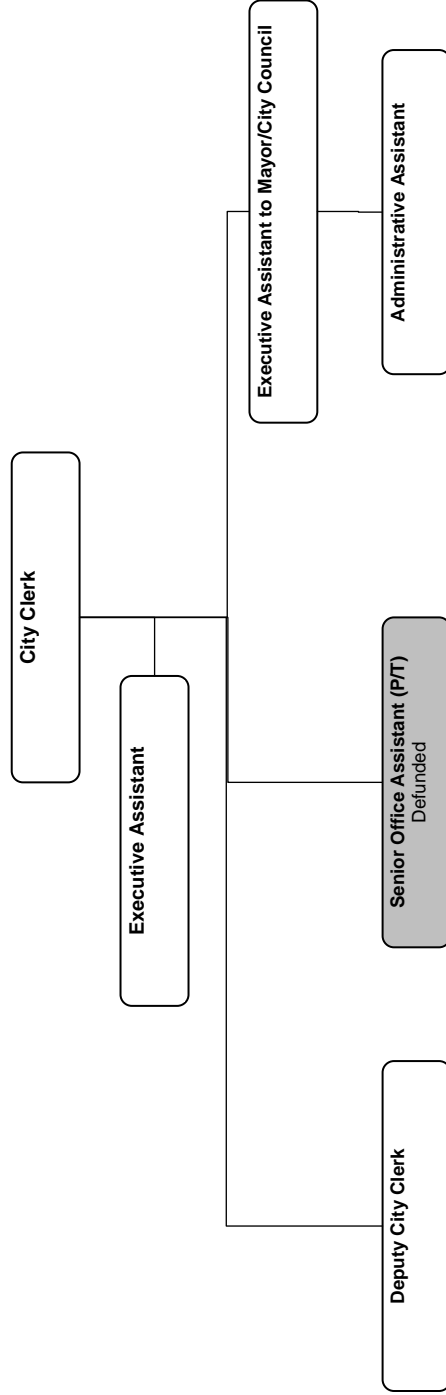 City Clerk
Executive Assistant
Executive Assistant to Mayor/City Council
Deputy City Clerk
Senior Office Assistant (P/T)
Defunded
Administrative Assistant